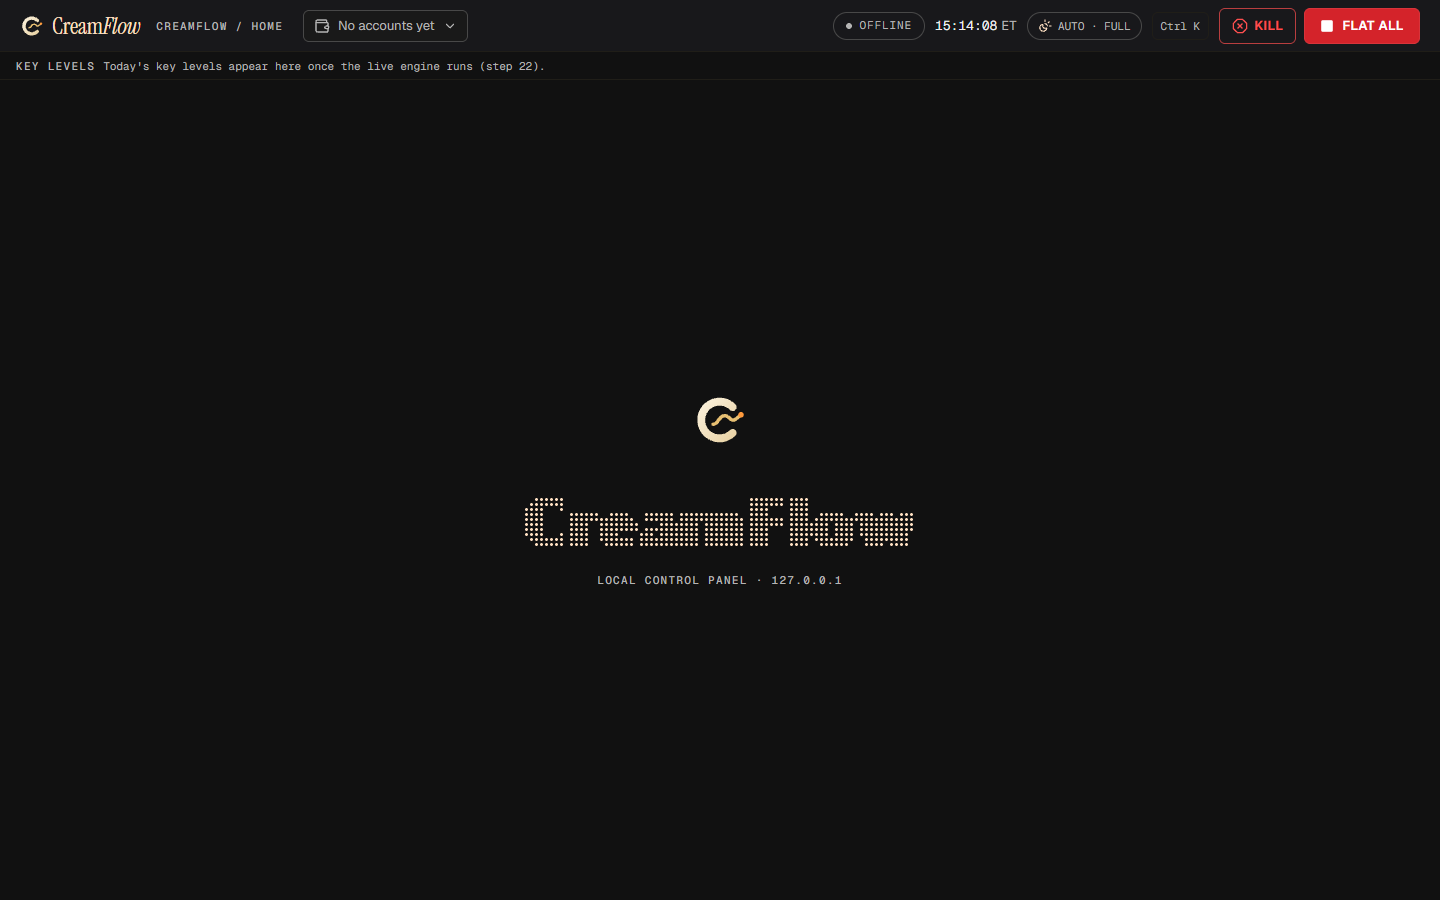 CreamFlow CREAMFLOW / HOME No accounts yet OFFLINE 15:14:08 ET AUTO · FULL Ctrl K KILL FLAT ALL
KEY LEVELS Today's key levels appear here once the live engine runs (step 22).
CreamFlow
LOCAL CONTROL PANEL · 127.0.0.1